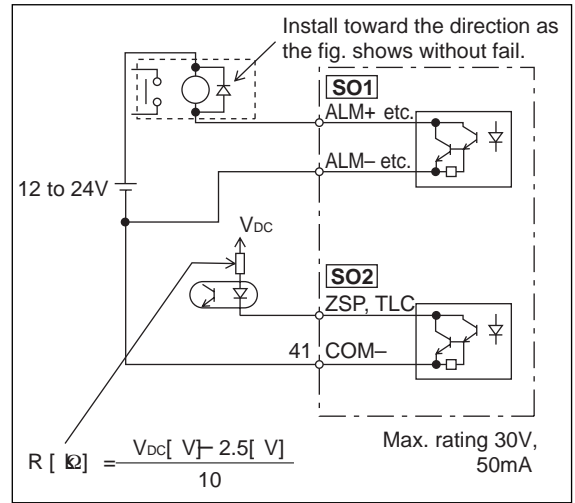 Install toward the direction as
the fig. shows without fail.
SO1
ALM+ etc.
ALM– etc.
12 to 24V
VDC
SO2
ZSP, TLC
41 COM–
Max. rating 30V,
50mA
R [kΩ] = VDC[ V]– 2.5[ V]
10